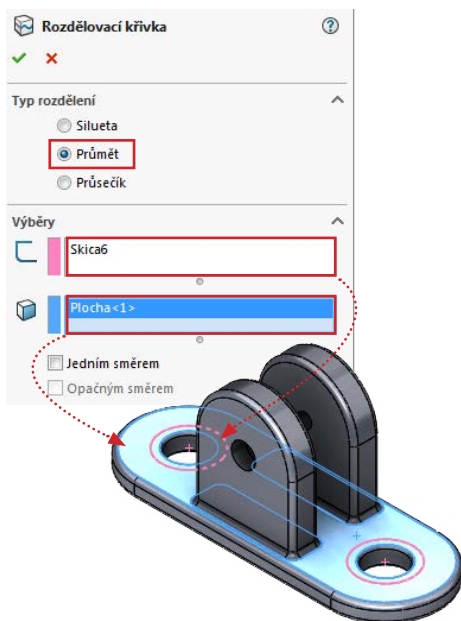 Rozdělovací křivka
Typ rozdělení
Silueta
Průmět
Průsečík
Výběry
Skica6
Plocha<1>
Jedním směrem
Opačným směrem